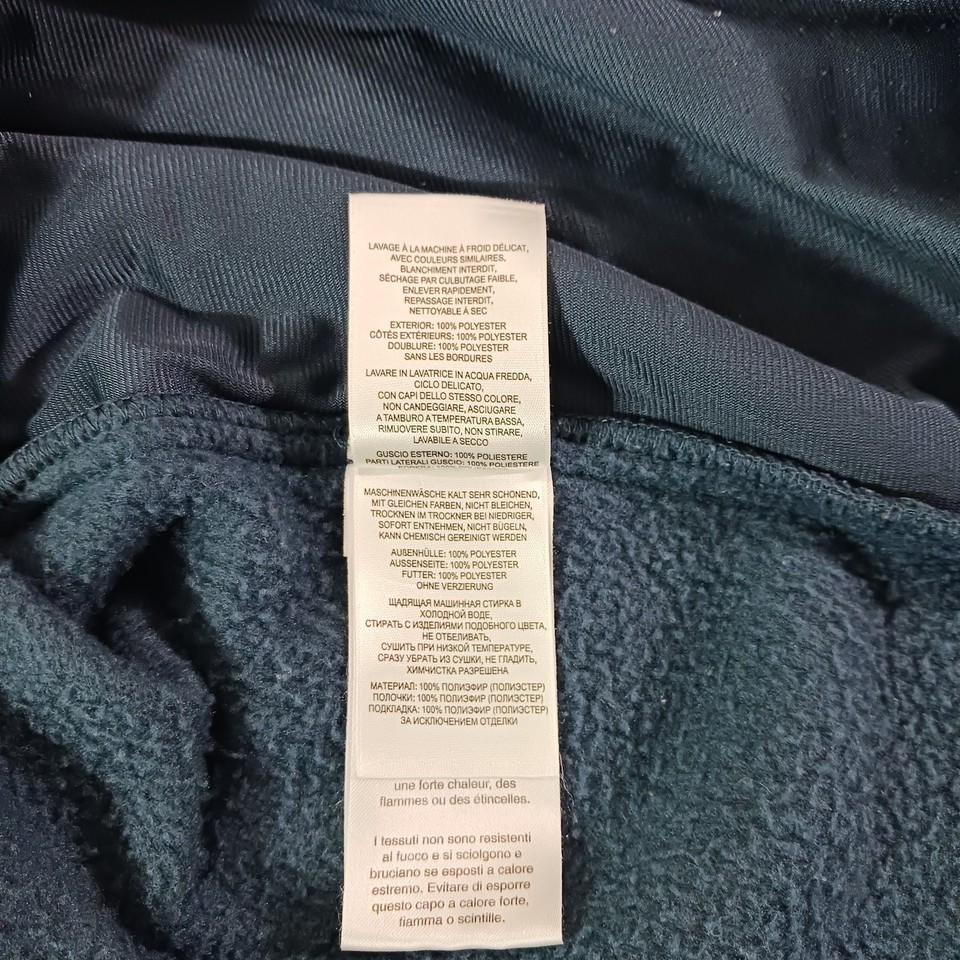 LAVAGE À LA MACHINE À FROID DÉLICAT,
AVEC COULEURS SIMILAIRES,
BLANCHIMENT INTERDIT,
SÉCHAGE PAR CULBUTAGE FAIBLE,
ENLEVER RAPIDEMENT,
REPASSAGE INTERDIT,
NETTOYABLE À SEC
EXTERIOR: 100% POLYESTER
CÔTÉS EXTÉRIEURS: 100% POLYESTER
DOUBLURE: 100% POLYESTER
SANS LES BORDURES
LAVARE IN LAVATRICE IN ACQUA FREDDA,
CICLO DELICATO,
CON CAPI DELLO STESSO COLORE,
NON CANDEGGIARE, ASCIUGARE
A TAMBURO A TEMPERATURA BASSA,
RIMUOVERE SUBITO, NON STIRARE,
LAVABILE A SECCO
GUSCIO ESTERNO: 100% POLIESTERE
PARTI LATERALI GUSCIO: 100% POLIESTERE
MASCHINENWÄSCHE KALT SEHR SCHONEND,
MIT GLEICHEN FARBEN, NICHT BLEICHEN,
TROCKNEN IM TROCKNER BEI NIEDRIGER,
SOFORT ENTNEHMEN, NICHT BÜGELN,
KANN CHEMISCH GEREINIGT WERDEN
AUßENHÜLLE: 100% POLYESTER
AUSSENSEITE: 100% POLYESTER
FUTTER: 100% POLYESTER
OHNE VERZIERUNG
ЩАДЯЩАЯ МАШИННАЯ СТИРКА В
ХОЛОДНОЙ ВОДЕ,
СТИРАТЬ С ИЗДЕЛИЯМИ ПОДОБНОГО ЦВЕТА,
НЕ ОТБЕЛИВАТЬ,
СУШИТЬ ПРИ НИЗКОЙ ТЕМПЕРАТУРЕ,
СРАЗУ УБРАТЬ ИЗ СУШКИ, НЕ ГЛАДИТЬ,
ХИМЧИСТКА РАЗРЕШЕНА
МАТЕРИАЛ: 100% ПОЛИЭФИР (ПОЛИЭСТЕР)
ПОЛОЧКИ: 100% ПОЛИЭФИР (ПОЛИЭСТЕР)
ПОДКЛАДКА: 100% ПОЛИЭФИР (ПОЛИЭСТЕР)
ЗА ИСКЛЮЧЕНИЕМ ОТДЕЛКИ
une forte chaleur, des
flammes ou des étincelles.
I tessuti non sono resistenti
al fuoco e si sciolgono e
bruciano se esposti a calore
estremo. Evitare di esporre
questo capo a calore forte,
fiamma o scintille.